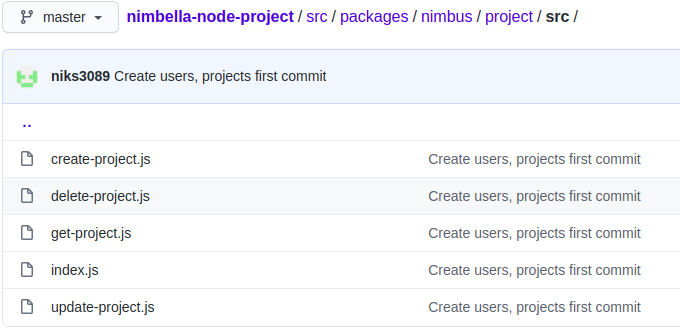 master nimbella-node-project / src / packages / nimbus / project / src /
niks3089 Create users, projects first commit
..
create-project.js Create users, projects first commit
delete-project.js Create users, projects first commit
get-project.js Create users, projects first commit
index.js Create users, projects first commit
update-project.js Create users, projects first commit